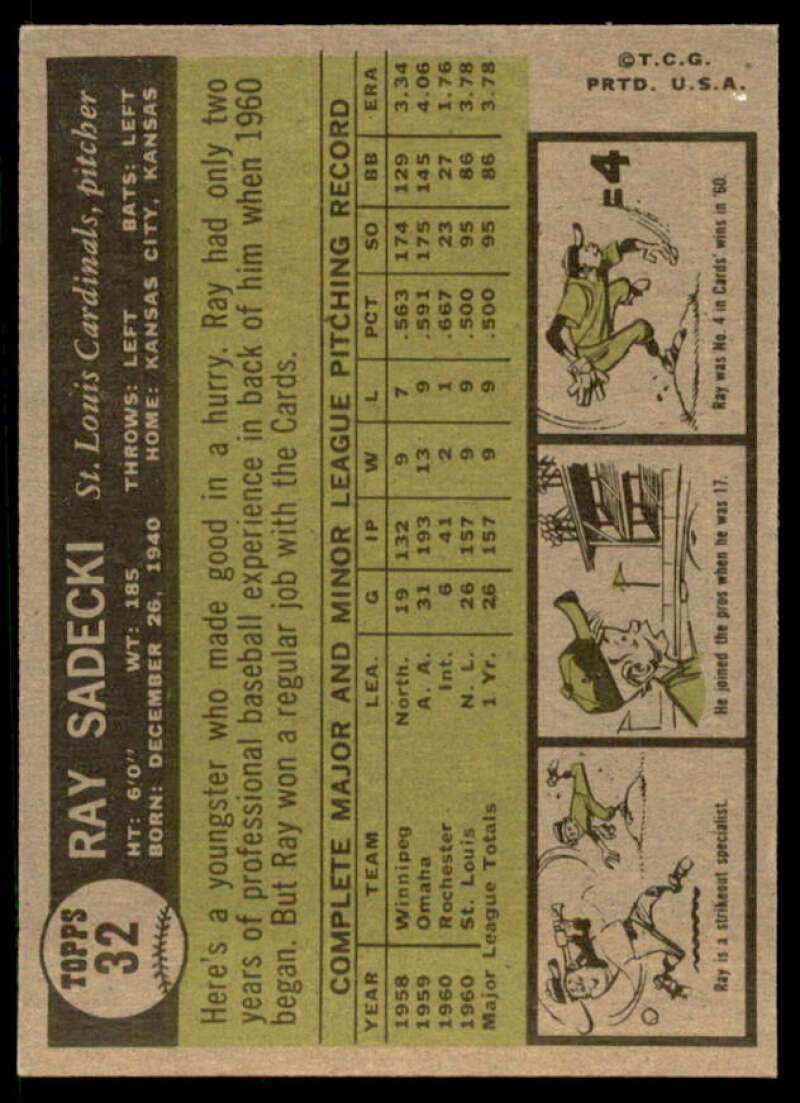 TOPPS
32
RAY SADECKI St. Louis Cardinals, pitcher
HT: 6'0" WT: 185 THROWS: LEFT BATS: LEFT
BORN: DECEMBER 26, 1940 HOME: KANSAS CITY, KANSAS
Here's a youngster who made good in a hurry. Ray had only two
years of professional baseball experience in back of him when 1960
began. But Ray won a regular job with the Cards.
COMPLETE MAJOR AND MINOR LEAGUE PITCHING RECORD
YEAR TEAM LEA. G IP W L PCT SO BB ERA
1958 Winnipeg North. 19 132 9 7 .563 174 129 3.34
1959 Omaha A. A. 31 193 13 9 .591 175 145 4.06
1960 Rochester Int. 6 41 2 1 .667 23 27 1.76
1960 St. Louis N. L. 26 157 9 9 .500 95 86 3.78
Major League Totals 1 Yr. 26 157 9 9 .500 95 86 3.78
Ray is a strikeout specialist.
He joined the pros when he was 17.
=4
Ray was No. 4 in Cards' wins in '60.
©T.C.G.
PRTD. U.S.A.